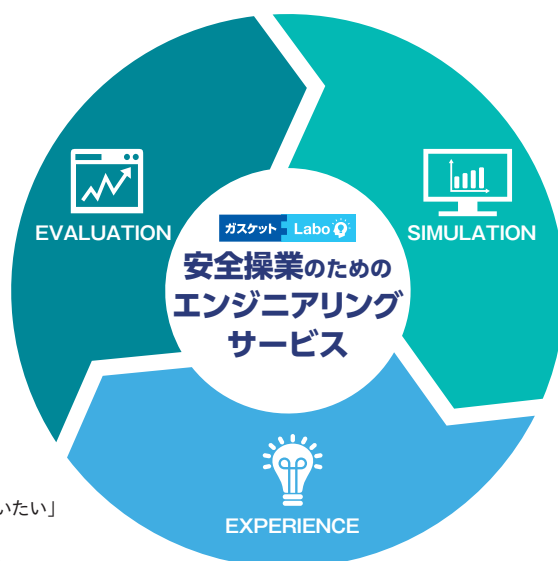 EVALUATION
SIMULATION
ガスケット Labo
安全操業のための
エンジニアリング
サービス
いたい」
EXPERIENCE